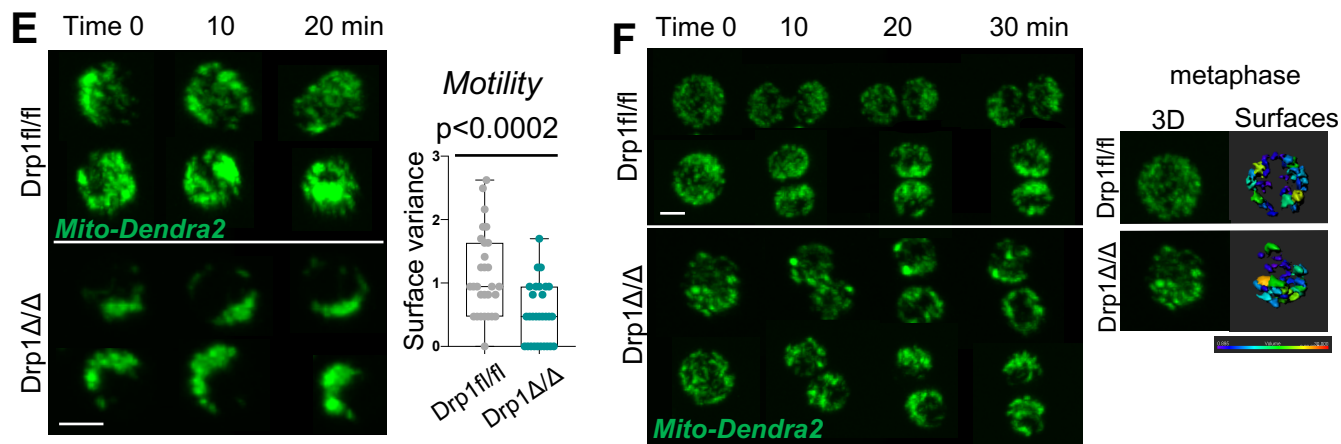 E
Time 0 10 20 min
Drp1fl/fl
Mito-Dendra2
Drp1Δ/Δ
Motility
p<0.0002
Surface variance
3
2
1
0
Drp1fl/fl
Drp1Δ/Δ
F
Time 0 10 20 30 min
Drp1fl/fl
Drp1Δ/Δ
Mito-Dendra2
metaphase
3D Surfaces
Drp1fl/fl
Drp1Δ/Δ
Volume